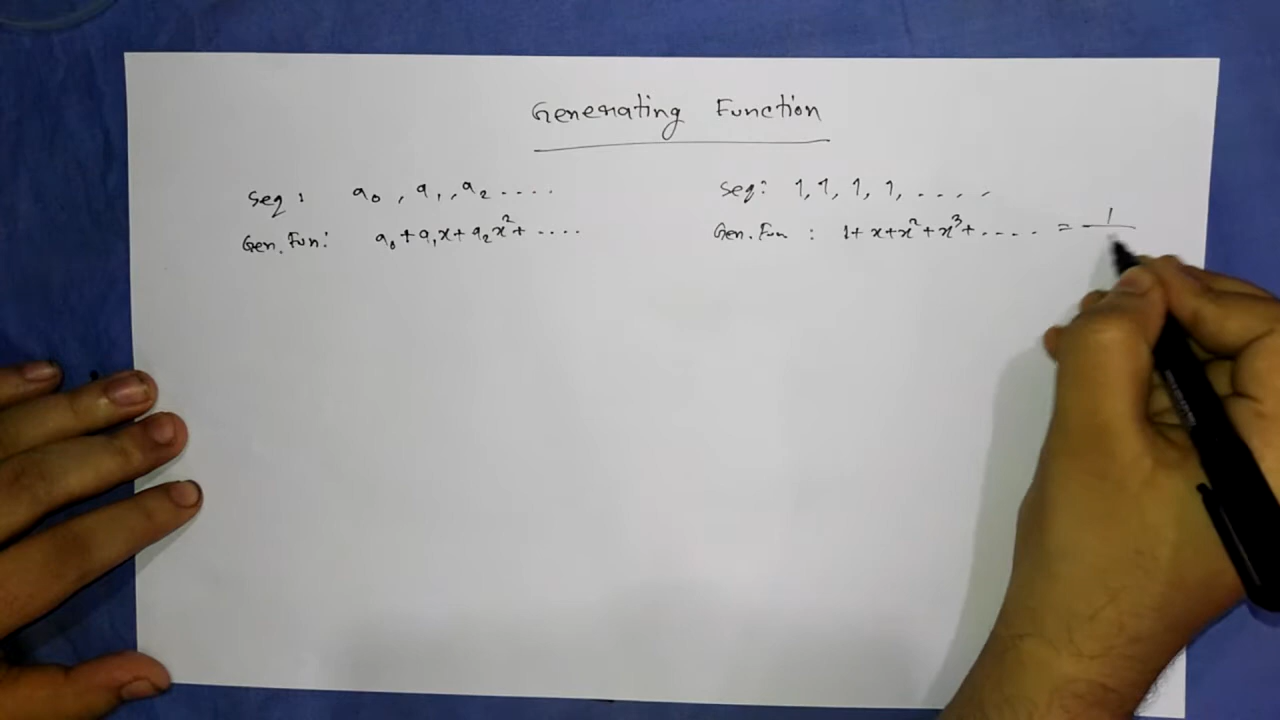 Generating Function
Seq: a₀, a₁, a₂ ....
Gen. Fun: a₀ + a₁x + a₂x² + ....
Seq: 1, 1, 1, 1, ....
Gen. Fun : 1 + x + x² + x³ + .... = 1/